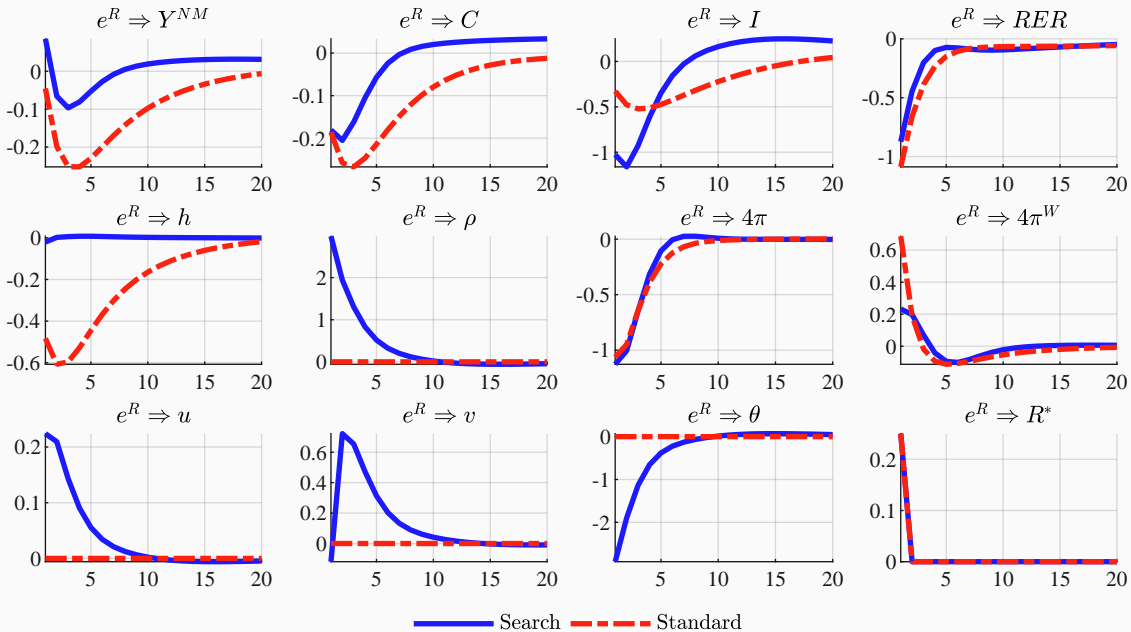 e^R ⇒ Y^{NM} e^R ⇒ C e^R ⇒ I e^R ⇒ RER
0 -0.1 -0.2 5 10 15 20
0 -0.1 -0.2 5 10 15 20
0 -0.5 -1 5 10 15 20
0 -0.5 -1 5 10 15 20
e^R ⇒ h e^R ⇒ ρ e^R ⇒ 4π e^R ⇒ 4π^W
0 -0.2 -0.4 -0.6 5 10 15 20
2 1 0 5 10 15 20
0 -0.5 -1 5 10 15 20
0.6 0.4 0.2 0 5 10 15 20
e^R ⇒ u e^R ⇒ v e^R ⇒ θ e^R ⇒ R*
0.2 0.1 0 5 10 15 20
0.6 0.4 0.2 0 5 10 15 20
0 -1 -2 5 10 15 20
0.2 0.1 0 5 10 15 20
Search Standard